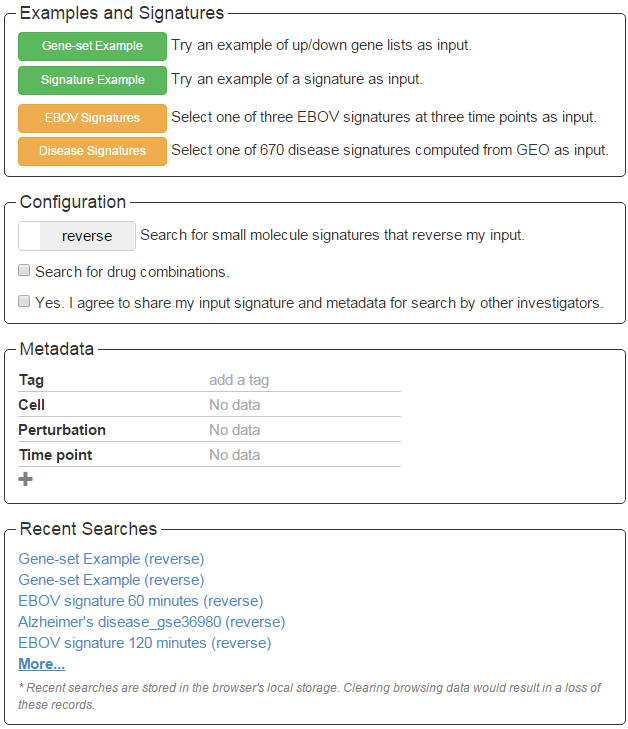 Examples and Signatures
Gene-set Example Try an example of up/down gene lists as input.
Signature Example Try an example of a signature as input.
EBOV Signatures Select one of three EBOV signatures at three time points as input.
Disease Signatures Select one of 670 disease signatures computed from GEO as input.
Configuration
reverse Search for small molecule signatures that reverse my input.
Search for drug combinations.
Yes. I agree to share my input signature and metadata for search by other investigators.
Metadata
Tag add a tag
Cell No data
Perturbation No data
Time point No data
Recent Searches
Gene-set Example (reverse)
Gene-set Example (reverse)
EBOV signature 60 minutes (reverse)
Alzheimer's disease_gse36980 (reverse)
EBOV signature 120 minutes (reverse)
More...
* Recent searches are stored in the browser's local storage. Clearing browsing data would result in a loss of
these records.